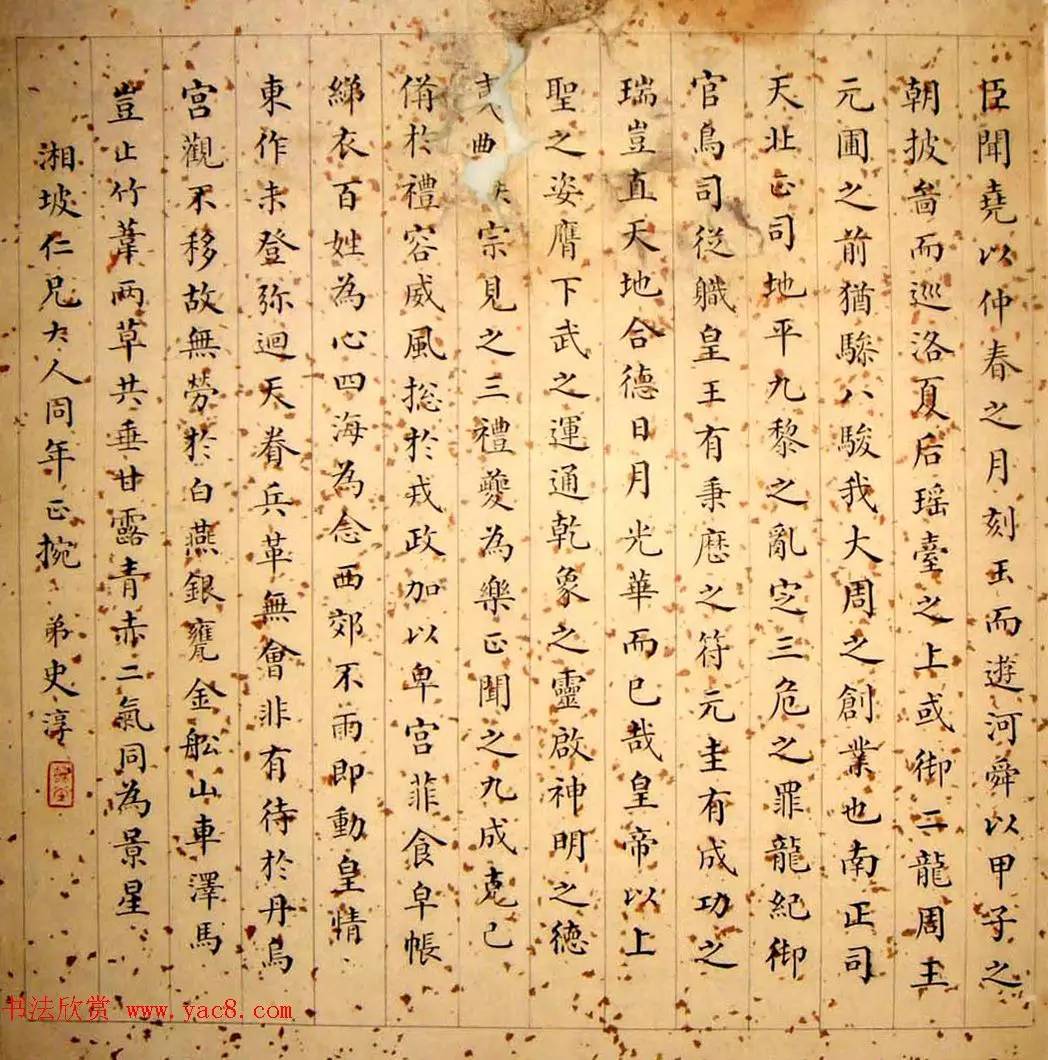 臣聞堯以仲春之月刻玉而遊河舜以甲子之
朝披啚而巡洛夏后瑶臺之上或御二龍周王
元圃之前猶驂八駿我大周之創業也南正司
天北正司地平九黎之亂定三危之罪龍紀御
官鳥司從軄皇王有秉歷之符元圭有成功之
瑞豈直天地合德日月光華而已哉皇帝以上
聖之姿膺下武之運通乾象之靈啟神明之德
曲宗見之三禮夔為樂正聞之九成克己
備於禮容威風捴於戎政加以卑宮菲食皁帳
綈衣百姓為心四海為念西郊不雨即動皇情
東作未登弥迴天眷兵革無會非有待於丹烏
宮觀不移故無勞於白燕銀甕金舩山車澤馬
豈止竹葦兩草共垂甘露青赤二氣同為景星
湘坡仁兄大人同年正捥 弟史淳
书法欣赏 www.yac8.com